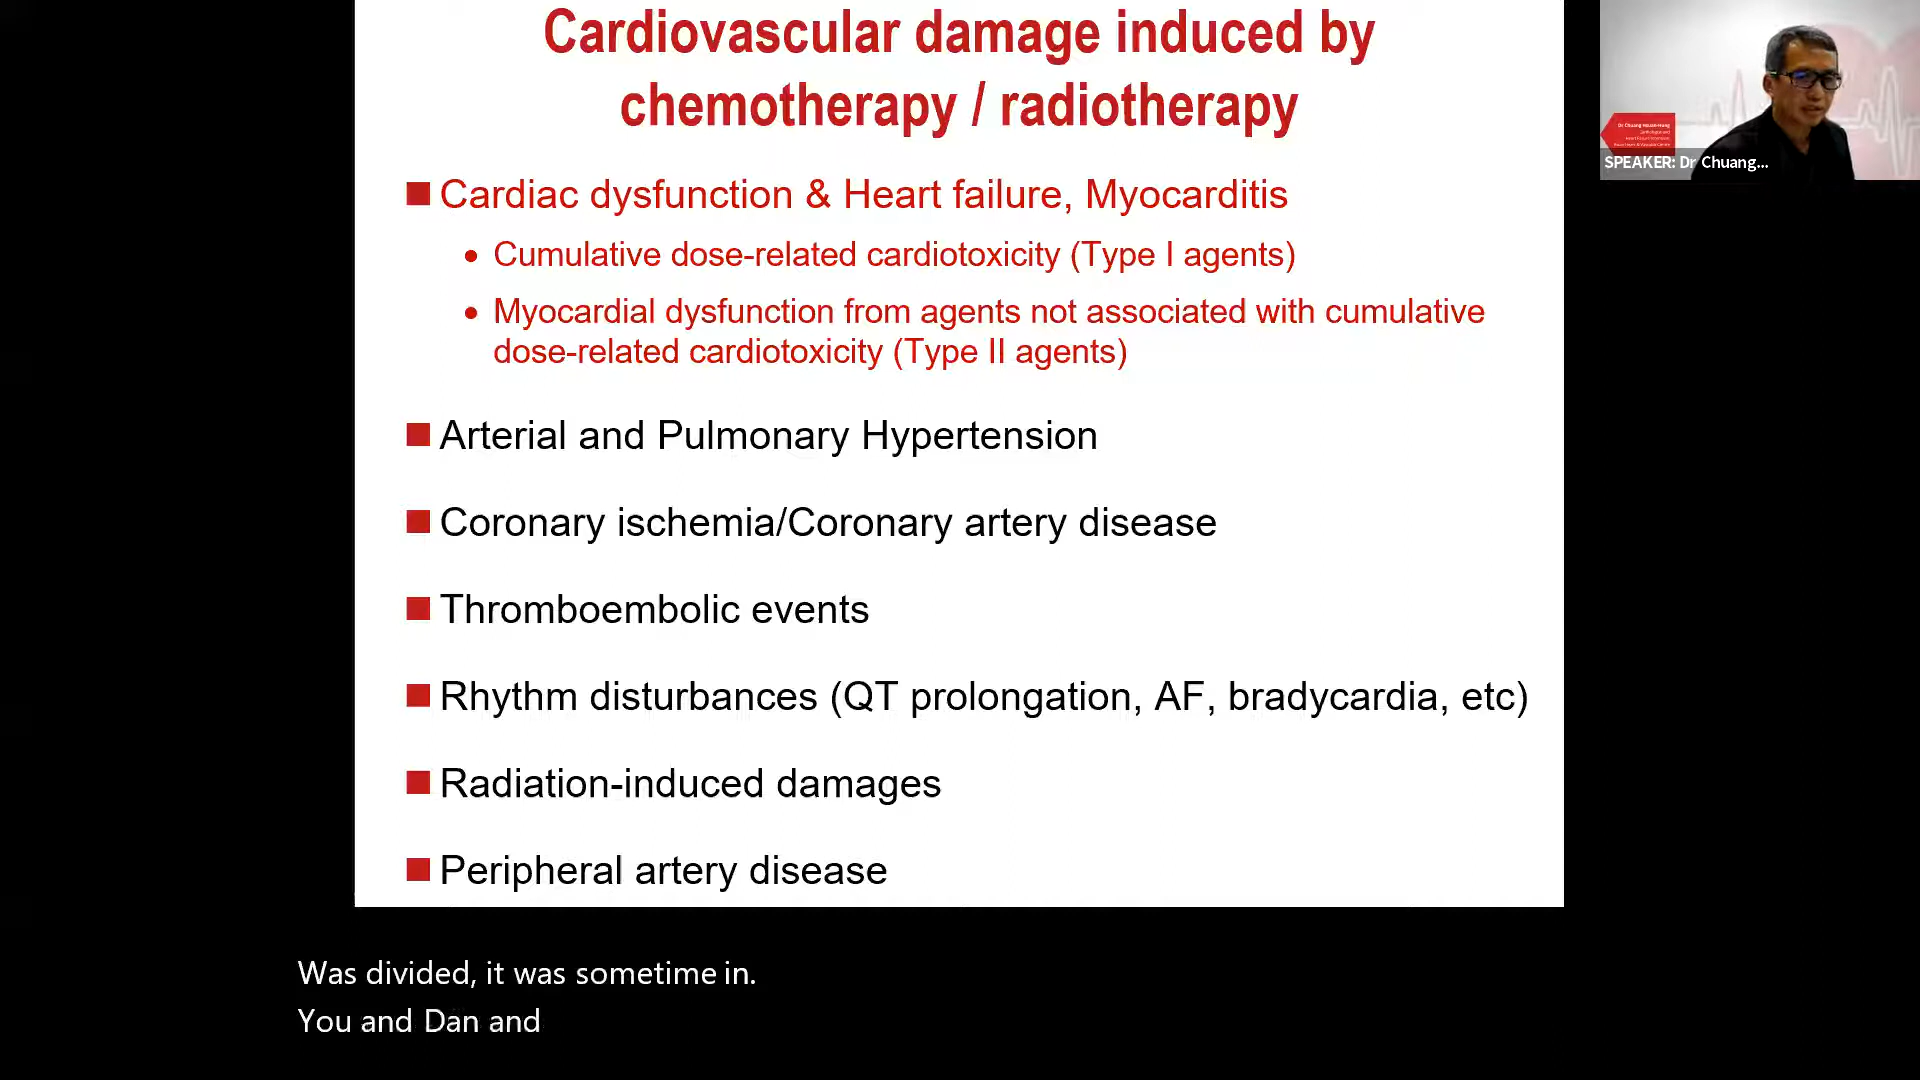 Cardiovascular damage induced by
chemotherapy / radiotherapy
Cardiac dysfunction & Heart failure, Myocarditis
Cumulative dose-related cardiotoxicity (Type I agents)
Myocardial dysfunction from agents not associated with cumulative
dose-related cardiotoxicity (Type II agents)
Arterial and Pulmonary Hypertension
Coronary ischemia/Coronary artery disease
Thromboembolic events
Rhythm disturbances (QT prolongation, AF, bradycardia, etc)
Radiation-induced damages
Peripheral artery disease
SPEAKER: Dr Chuang...
Was divided, it was sometime in.
You and Dan and